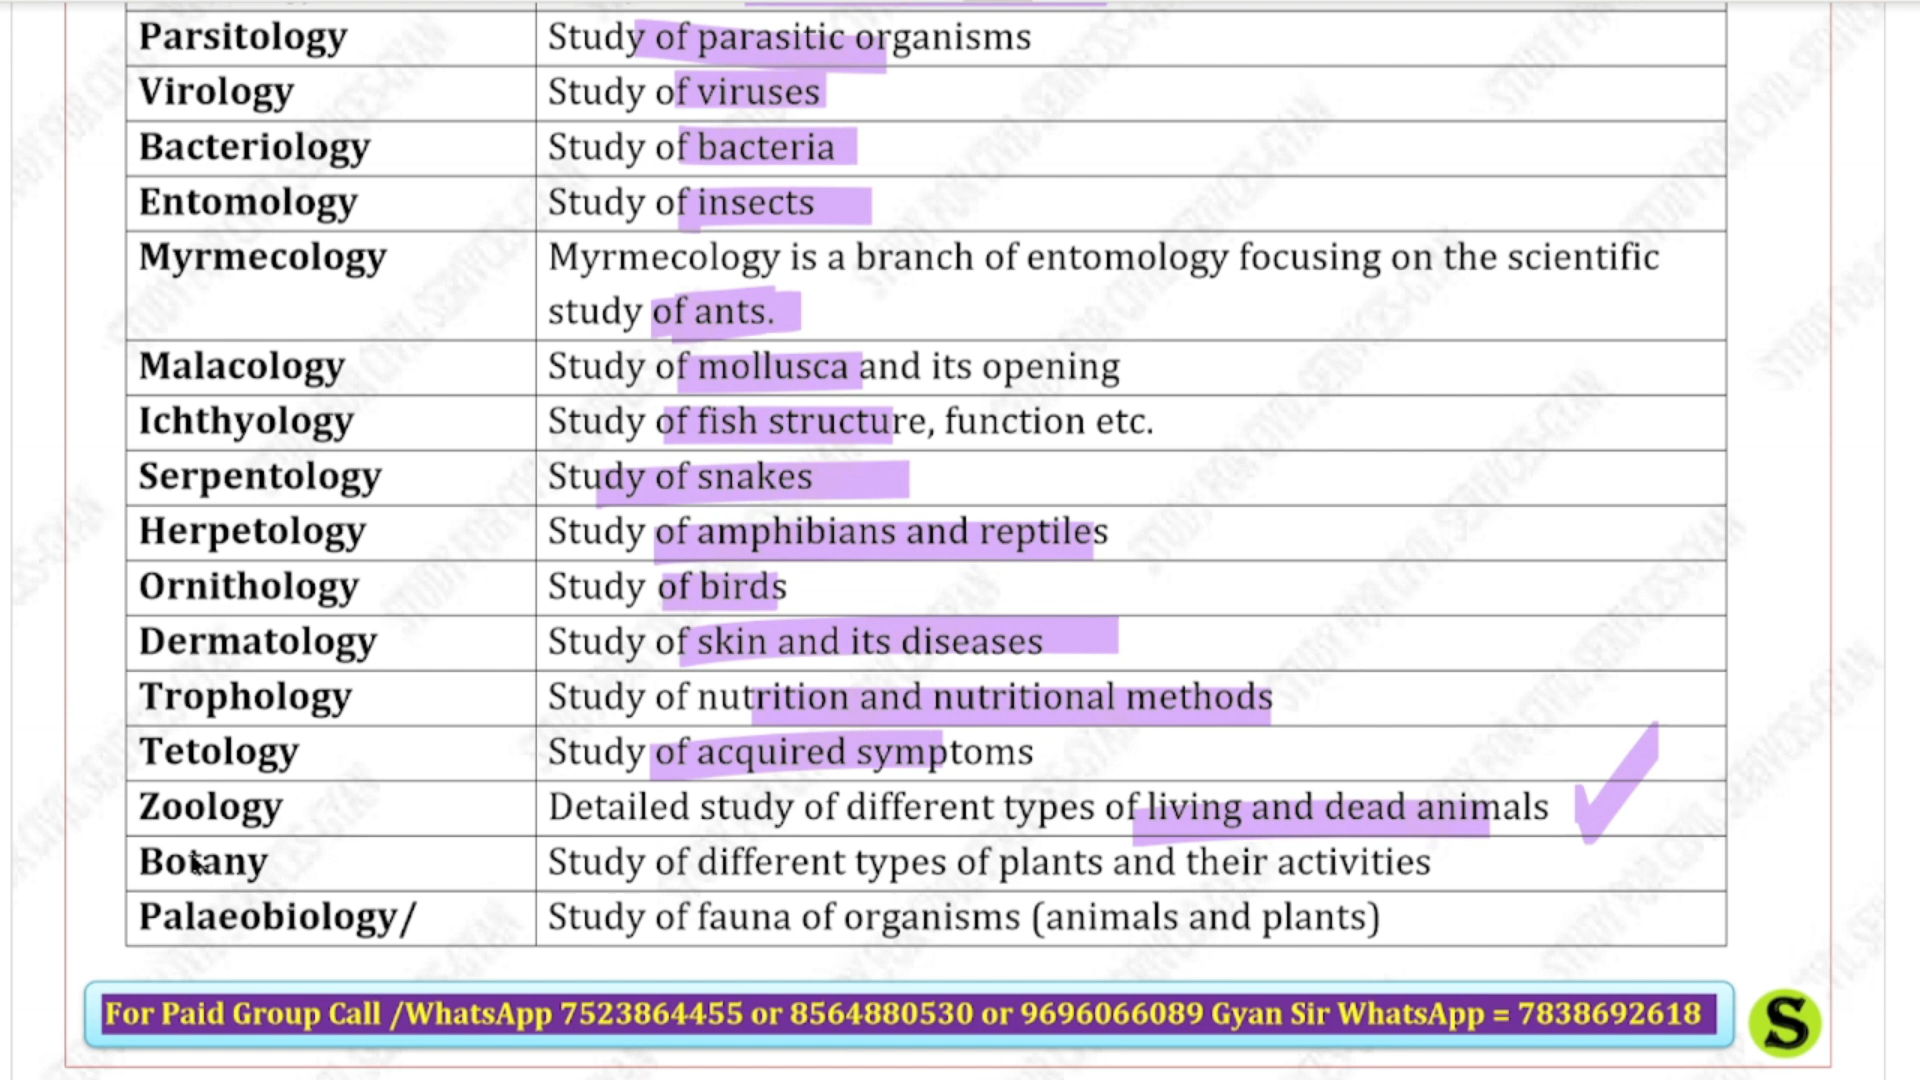 Parsitology Study of parasitic organisms
Virology Study of viruses
Bacteriology Study of bacteria
Entomology Study of insects
Myrmecology Myrmecology is a branch of entomology focusing on the scientific
study of ants.
Malacology Study of mollusca and its opening
Ichthyology Study of fish structure, function etc.
Serpentology Study of snakes
Herpetology Study of amphibians and reptiles
Ornithology Study of birds
Dermatology Study of skin and its diseases
Trophology Study of nutrition and nutritional methods
Tetology Study of acquired symptoms
Zoology Detailed study of different types of living and dead animals
Botany Study of different types of plants and their activities
Palaeobiology/ Study of fauna of organisms (animals and plants)
For Paid Group Call /WhatsApp 7523864455 or 8564880530 or 9696066089 Gyan Sir WhatsApp = 7838692618
S
STUDY FOR CIVIL SERVICES-GYAN